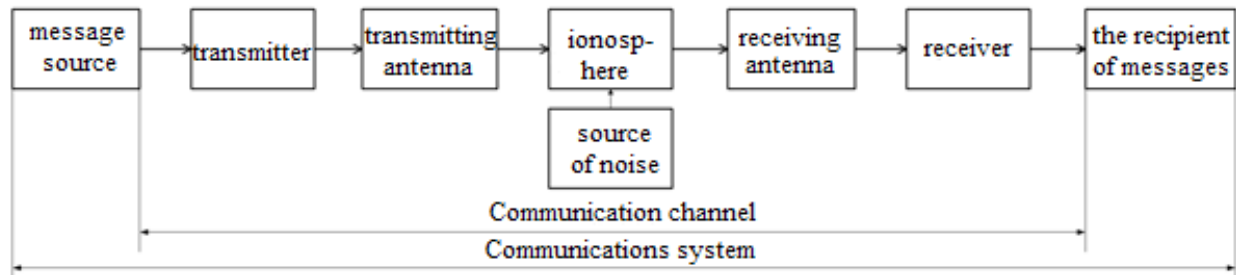 message
source
transmitter
transmitting
antenna
ionosp-
here
receiving
antenna
receiver
the recipient
of messages
source
of noise
Communication channel
Communications system